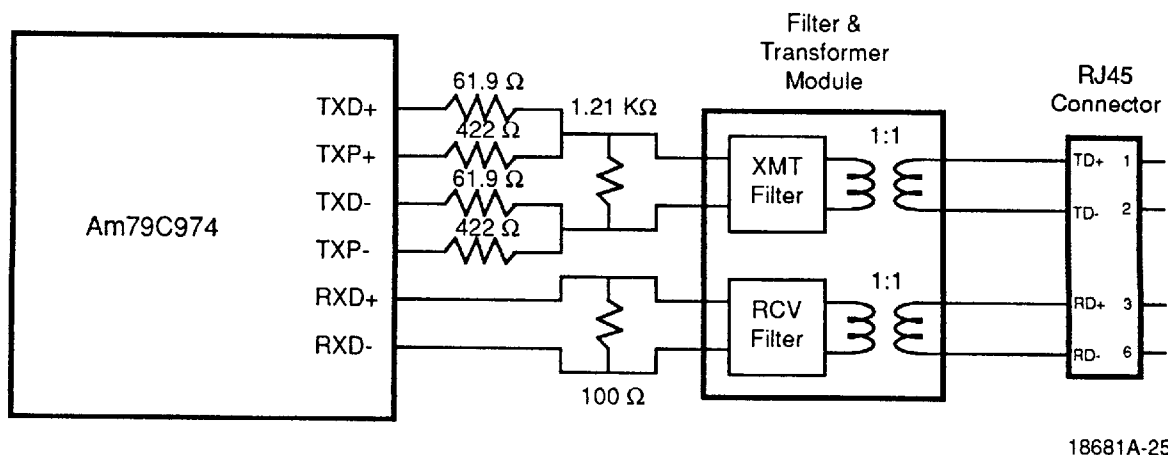 Filter &
Transformer
Module
RJ45
Connector
61.9 Ω
1.21 KΩ
TXD+
422 Ω
TXP+
61.9 Ω
TXD-
422 Ω
TXP-
Am79C974
RXD+
RXD-
100 Ω
XMT
Filter
1:1
RCV
Filter
1:1
TD+ 1
TD- 2
RD+ 3
RD- 6
18681A-25